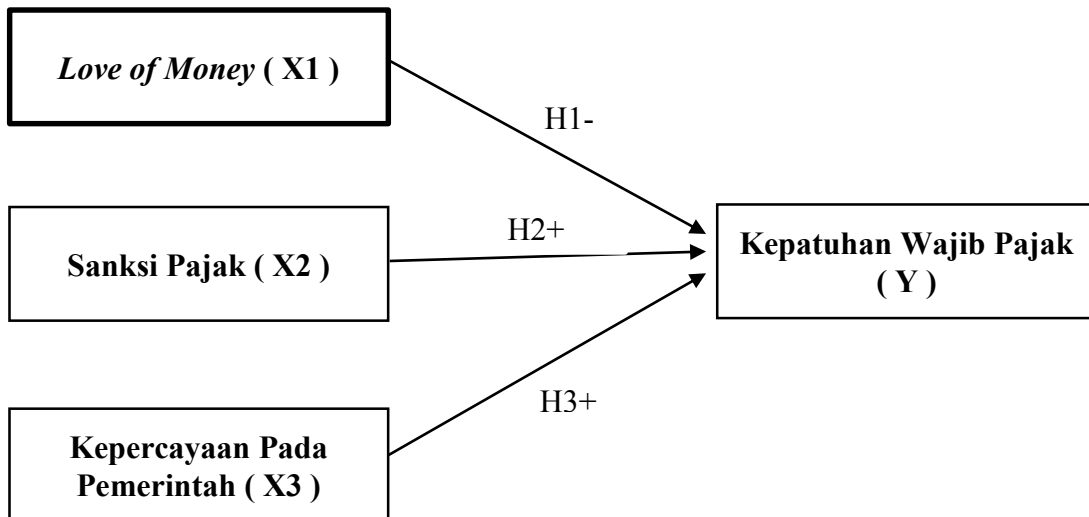 Love of Money ( X1 )
H1-
Sanksi Pajak ( X2 )
H2+
Kepatuhan Wajib Pajak
( Y )
H3+
Kepercayaan Pada
Pemerintah ( X3 )